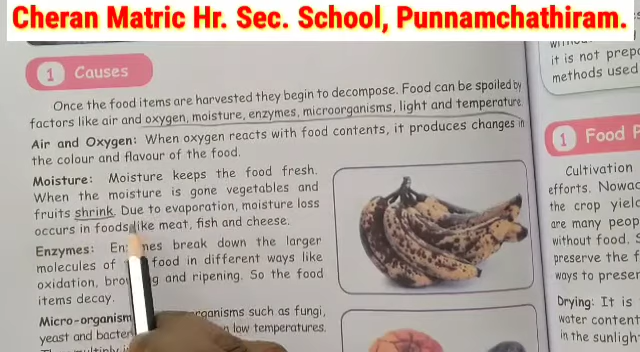 Cheran Matric Hr. Sec. School, Punnamchathiram.
1 Causes
Once the food items are harvested they begin to decompose. Food can be spoiled by
factors like air and oxygen, moisture, enzymes, microorganisms, light and temperature.
Air and Oxygen: When oxygen reacts with food contents, it produces changes in
the colour and flavour of the food.
Moisture: Moisture keeps the food fresh.
When the moisture is gone vegetables and
fruits shrink. Due to evaporation, moisture loss
occurs in foods like meat, fish and cheese.
Enzymes: Enzymes break down the larger
molecules of food in different ways like
oxidation, and ripening. So the food
items decay.
Micro-organism such as fungi,
yeast and low temperatures.
it is not
methods used
1 Food
Cultivation
efforts.
the crop
are many
without food.
preserve the
ways to
Drying: It is
water content
in the